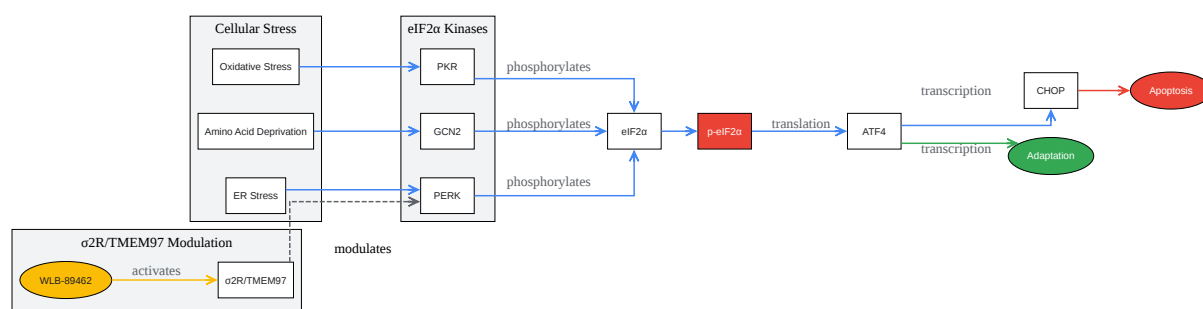 Cellular Stress
eIF2α Kinases
Oxidative Stress
PKR
phosphorylates
transcription
CHOP
Apoptosis
Amino Acid Deprivation
GCN2
phosphorylates
eIF2α
p-eIF2α
translation
ATF4
transcription
Adaptation
ER Stress
PERK
phosphorylates
σ2R/TMEM97 Modulation
modulates
WLB-89462
activates
σ2R/TMEM97